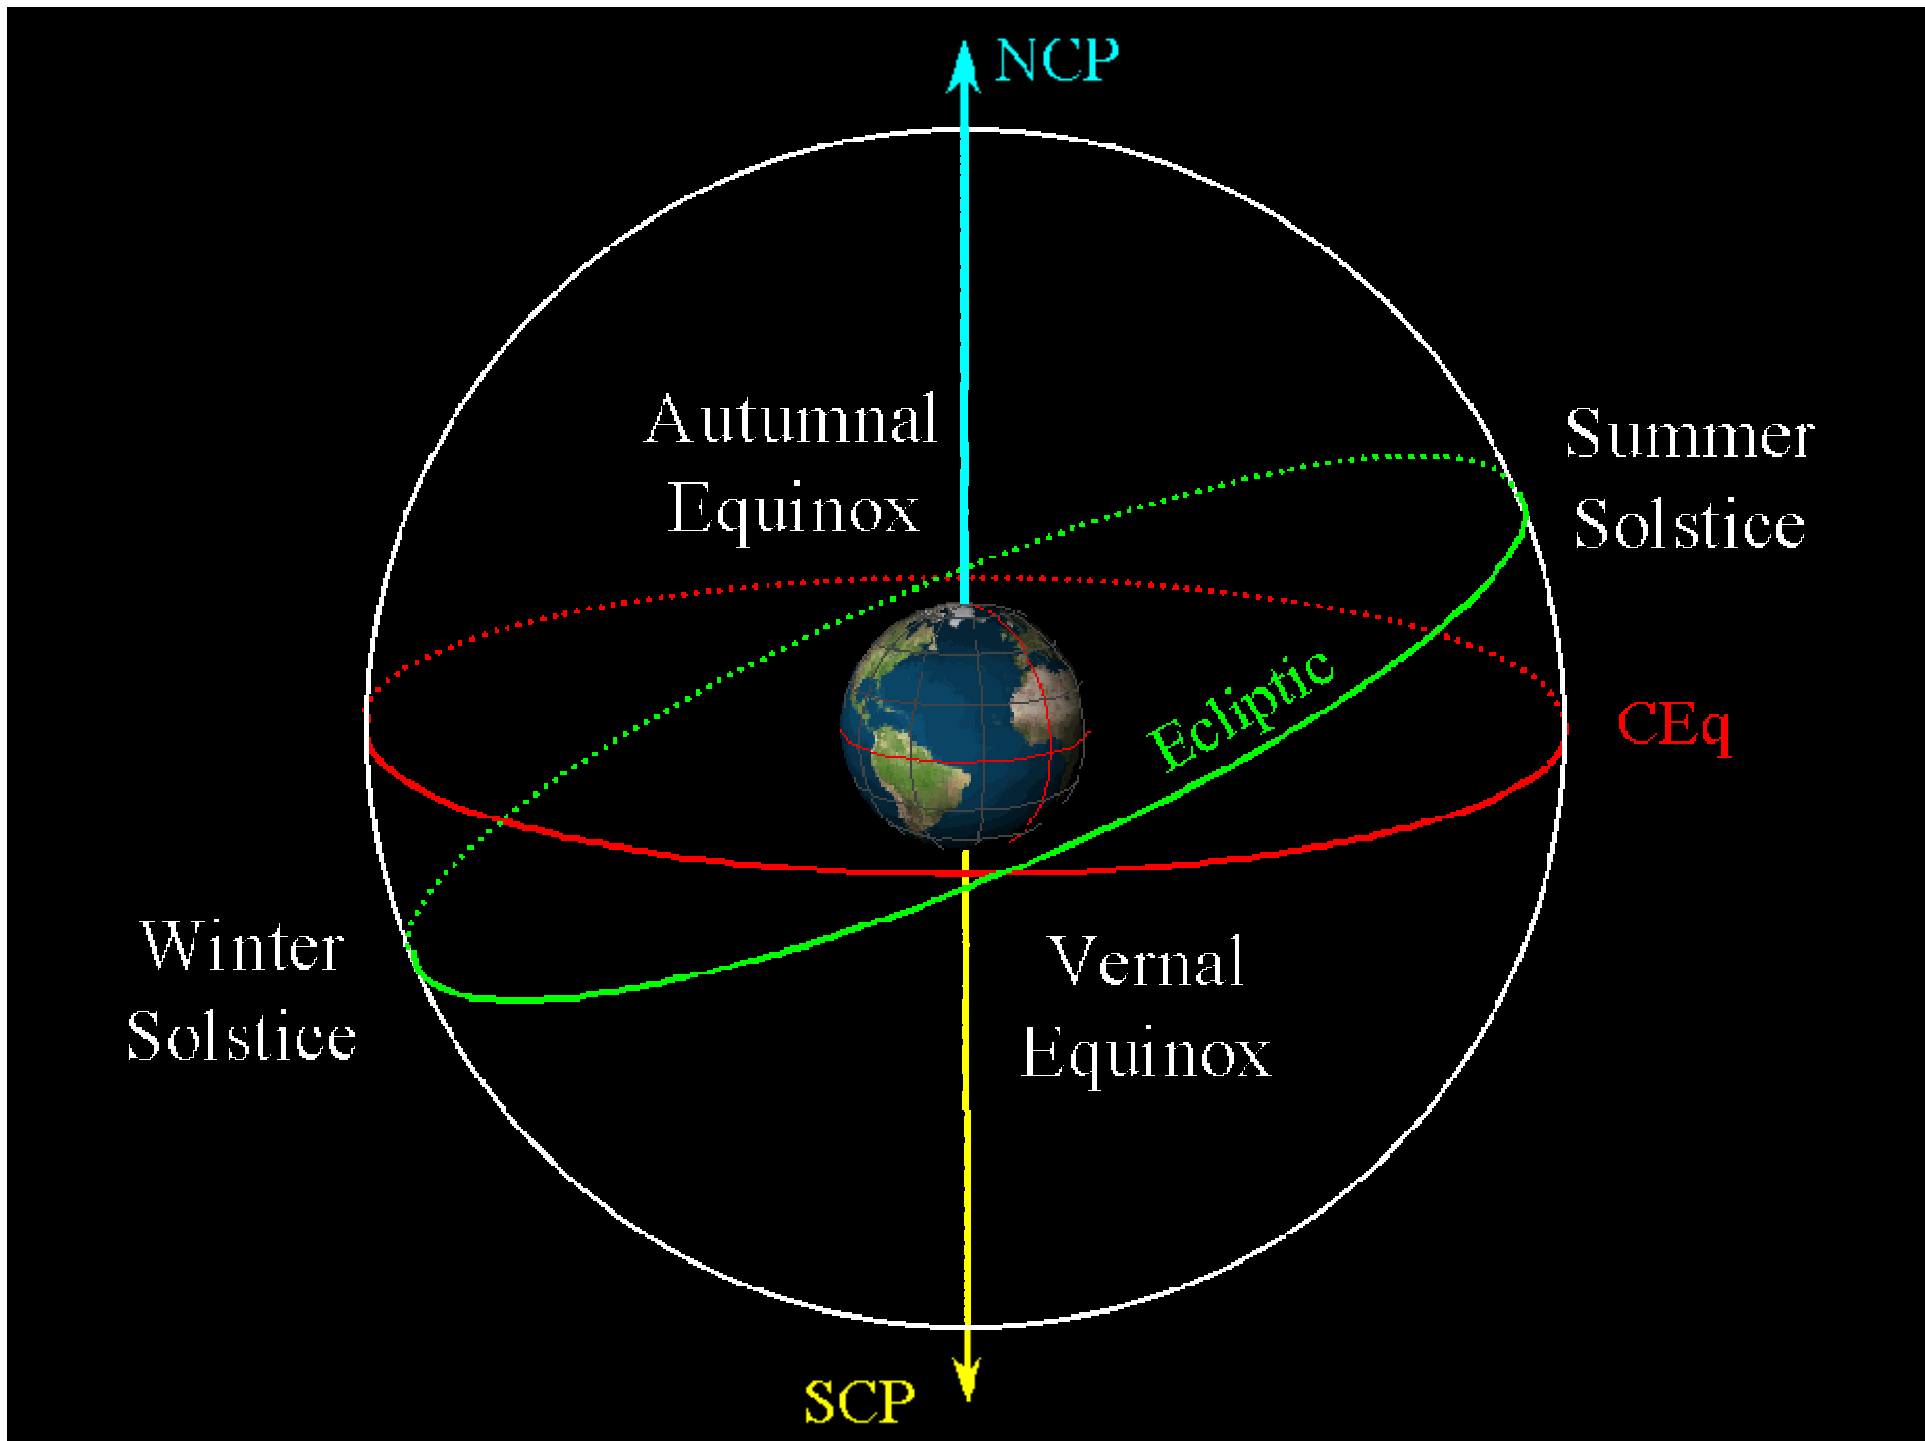 NCP
Autumnal
Equinox
Summer
Solstice
Ecliptic
CEq
Winter
Solstice
Vernal
Equinox
SCP